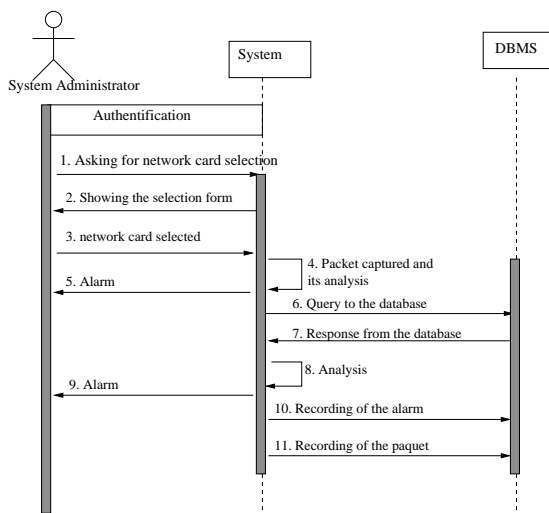 System
DBMS
System Administrator
Authentification
1. Asking for network card selection
2. Showing the selection form
3. network card selected
4. Packet captured and
its analysis
5. Alarm
6. Query to the database
7. Response from the database
8. Analysis
9. Alarm
10. Recording of the alarm
11. Recording of the paquet